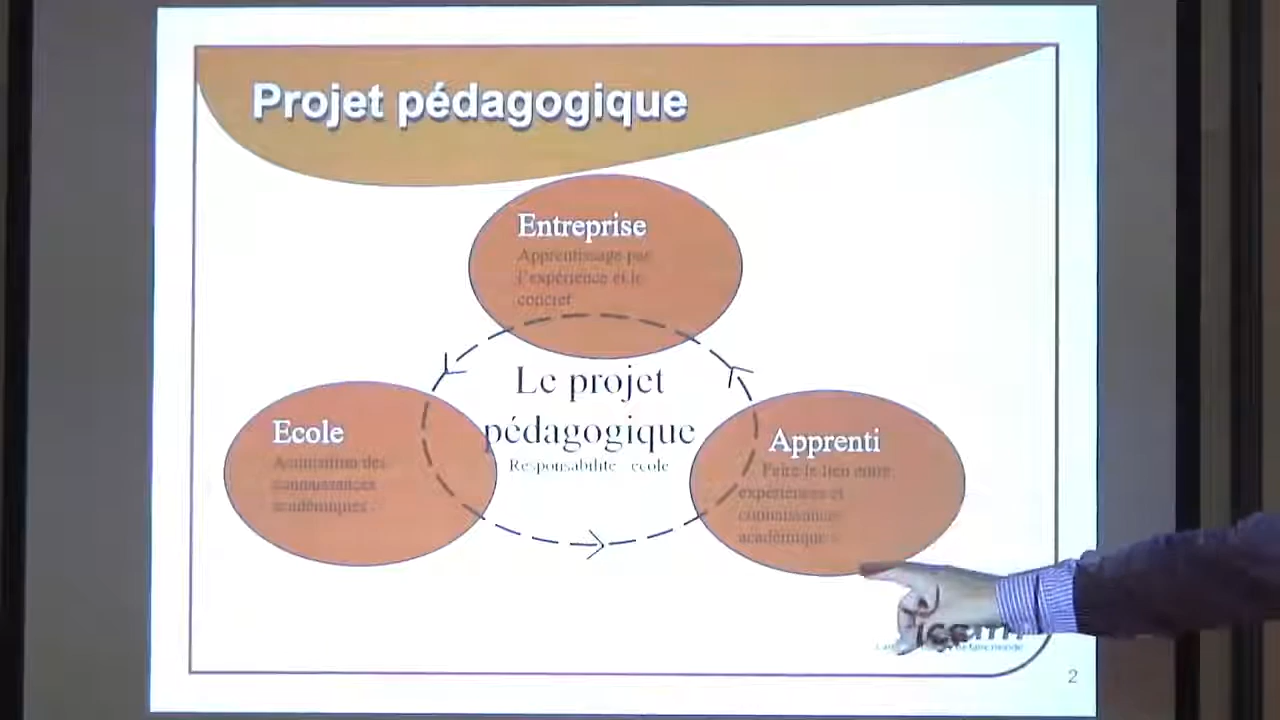 Projet pédagogique
Entreprise
Apprentissage par
l'expérience et le
concret
Le projet
pédagogique
Responsabilité école
Ecole
Acquisition des
connaissances
académiques
Apprenti
Faire le lien entre
expériences et
connaissances
académiques
icam
2